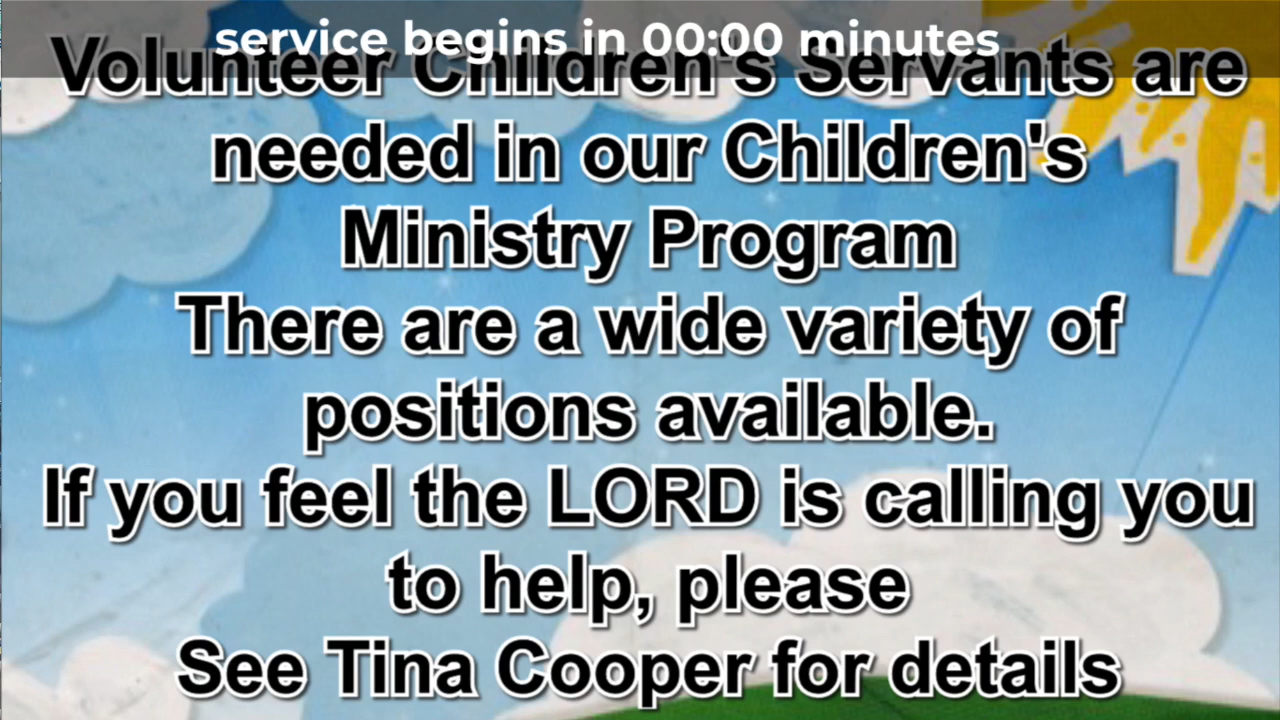 service begins in 00:00 minutes
Volunteer Children's Servants are
needed in our Children's
Ministry Program
There are a wide variety of
positions available.
If you feel the LORD is calling you
to help, please
See Tina Cooper for details